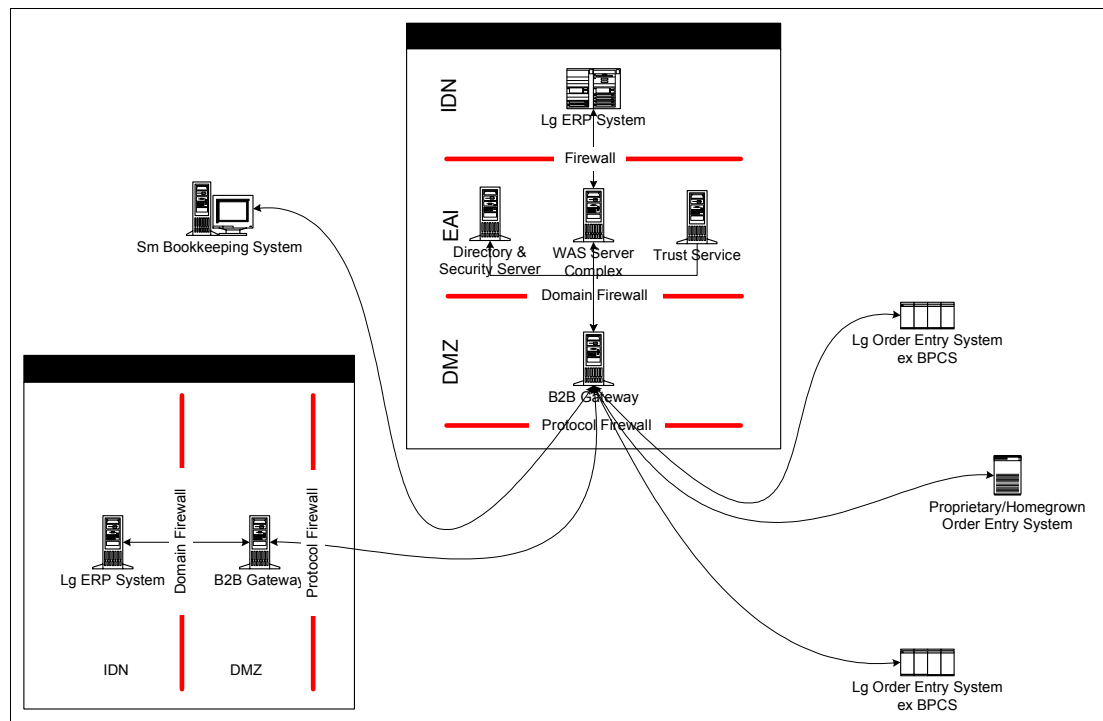 IDN
Lg ERP System
Firewall
EAI
Directory &
Security Server
WAS Server
Complex
Trust Service
Domain Firewall
DMZ
B2B Gateway
Protocol Firewall
Sm Bookkeeping System
Lg Order Entry System
ex BPCS
Proprietary/Homegrown
Order Entry System
Lg Order Entry System
ex BPCS
Lg ERP System
Domain Firewall
B2B Gateway
Protocol Firewall
IDN
DMZ